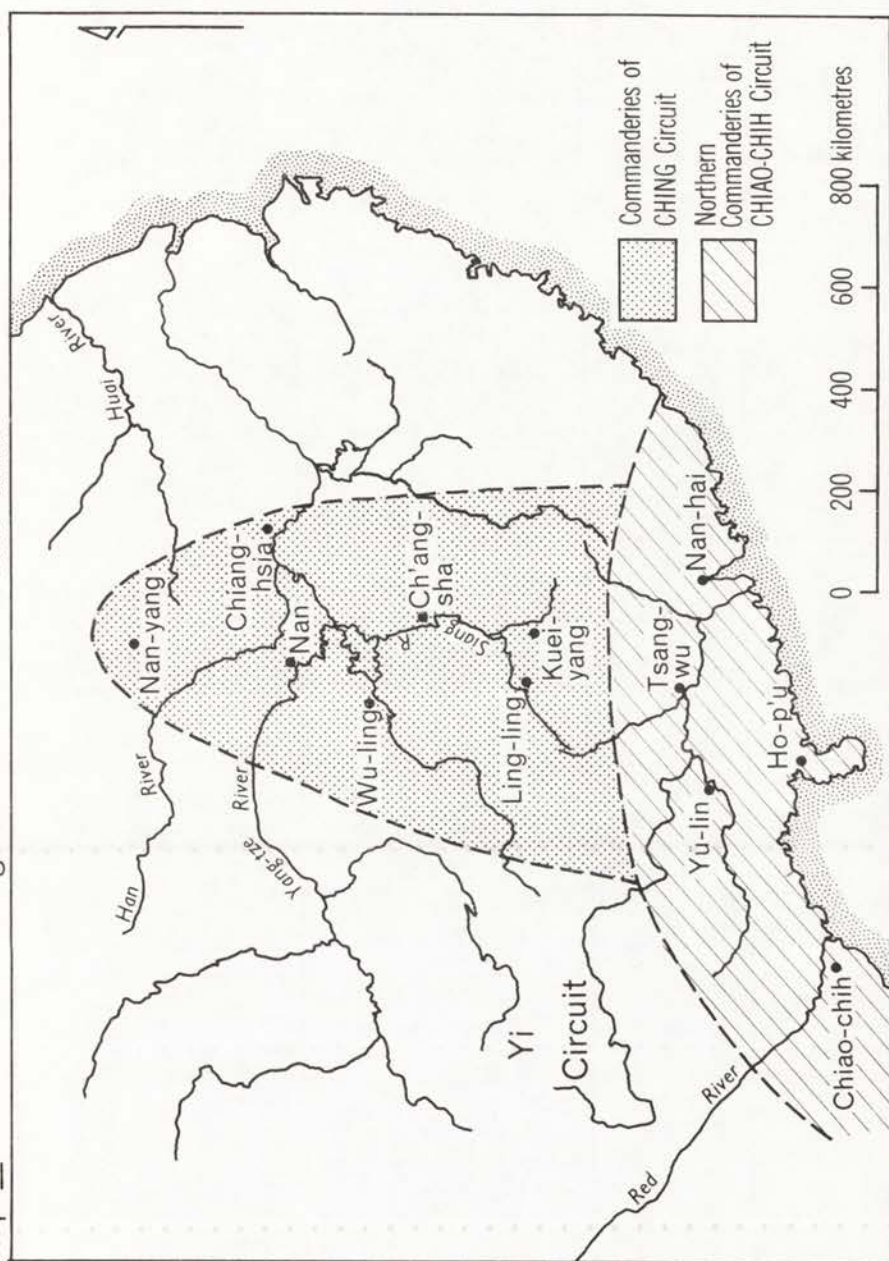 Huai
River
Nan-yang
Han
River
Chiang-
hsia
Nan
Yang-tze
River
Wu-ling
Ch'ang-
sha
Siang
R
Ling-ling
Kuei-
yang
Yi
Circuit
Tsang-
wu
Nan-hai
Yü-lin
Ho-p'u
Red
River
Chiao-chih
Commanderies of
CHING Circuit
Northern
Commanderies of
CHIAO-CHIH Circuit
0 200 400 600 800 kilometres